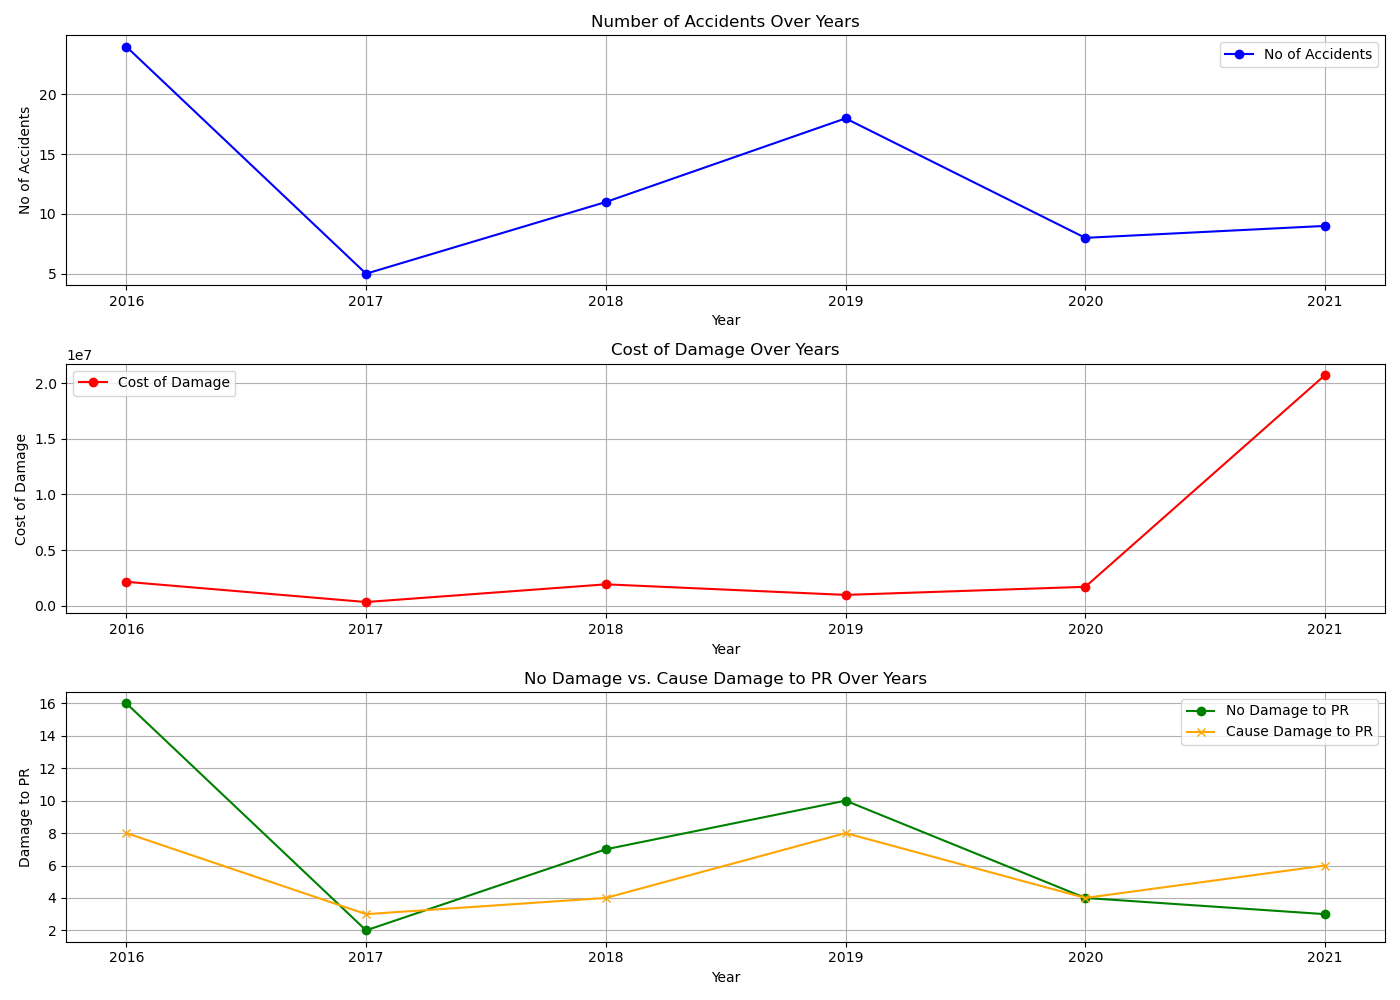 Number of Accidents Over Years
No of Accidents
No of Accidents
20
15
10
5
2016 2017 2018 2019 2020 2021
Year
Cost of Damage Over Years
1e7
Cost of Damage
Cost of Damage
2.0
1.5
1.0
0.5
0.0
2016 2017 2018 2019 2020 2021
Year
No Damage vs. Cause Damage to PR Over Years
No Damage to PR
Cause Damage to PR
Damage to PR
16
14
12
10
8
6
4
2
2016 2017 2018 2019 2020 2021
Year